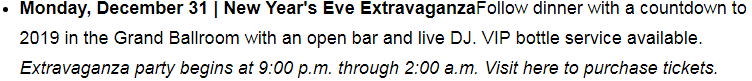 • Monday, December 31 | New Year's Eve ExtravaganzaFollow dinner with a countdown to
2019 in the Grand Ballroom with an open bar and live DJ. VIP bottle service available.
Extravaganza party begins at 9:00 p.m. through 2:00 a.m. Visit here to purchase tickets.